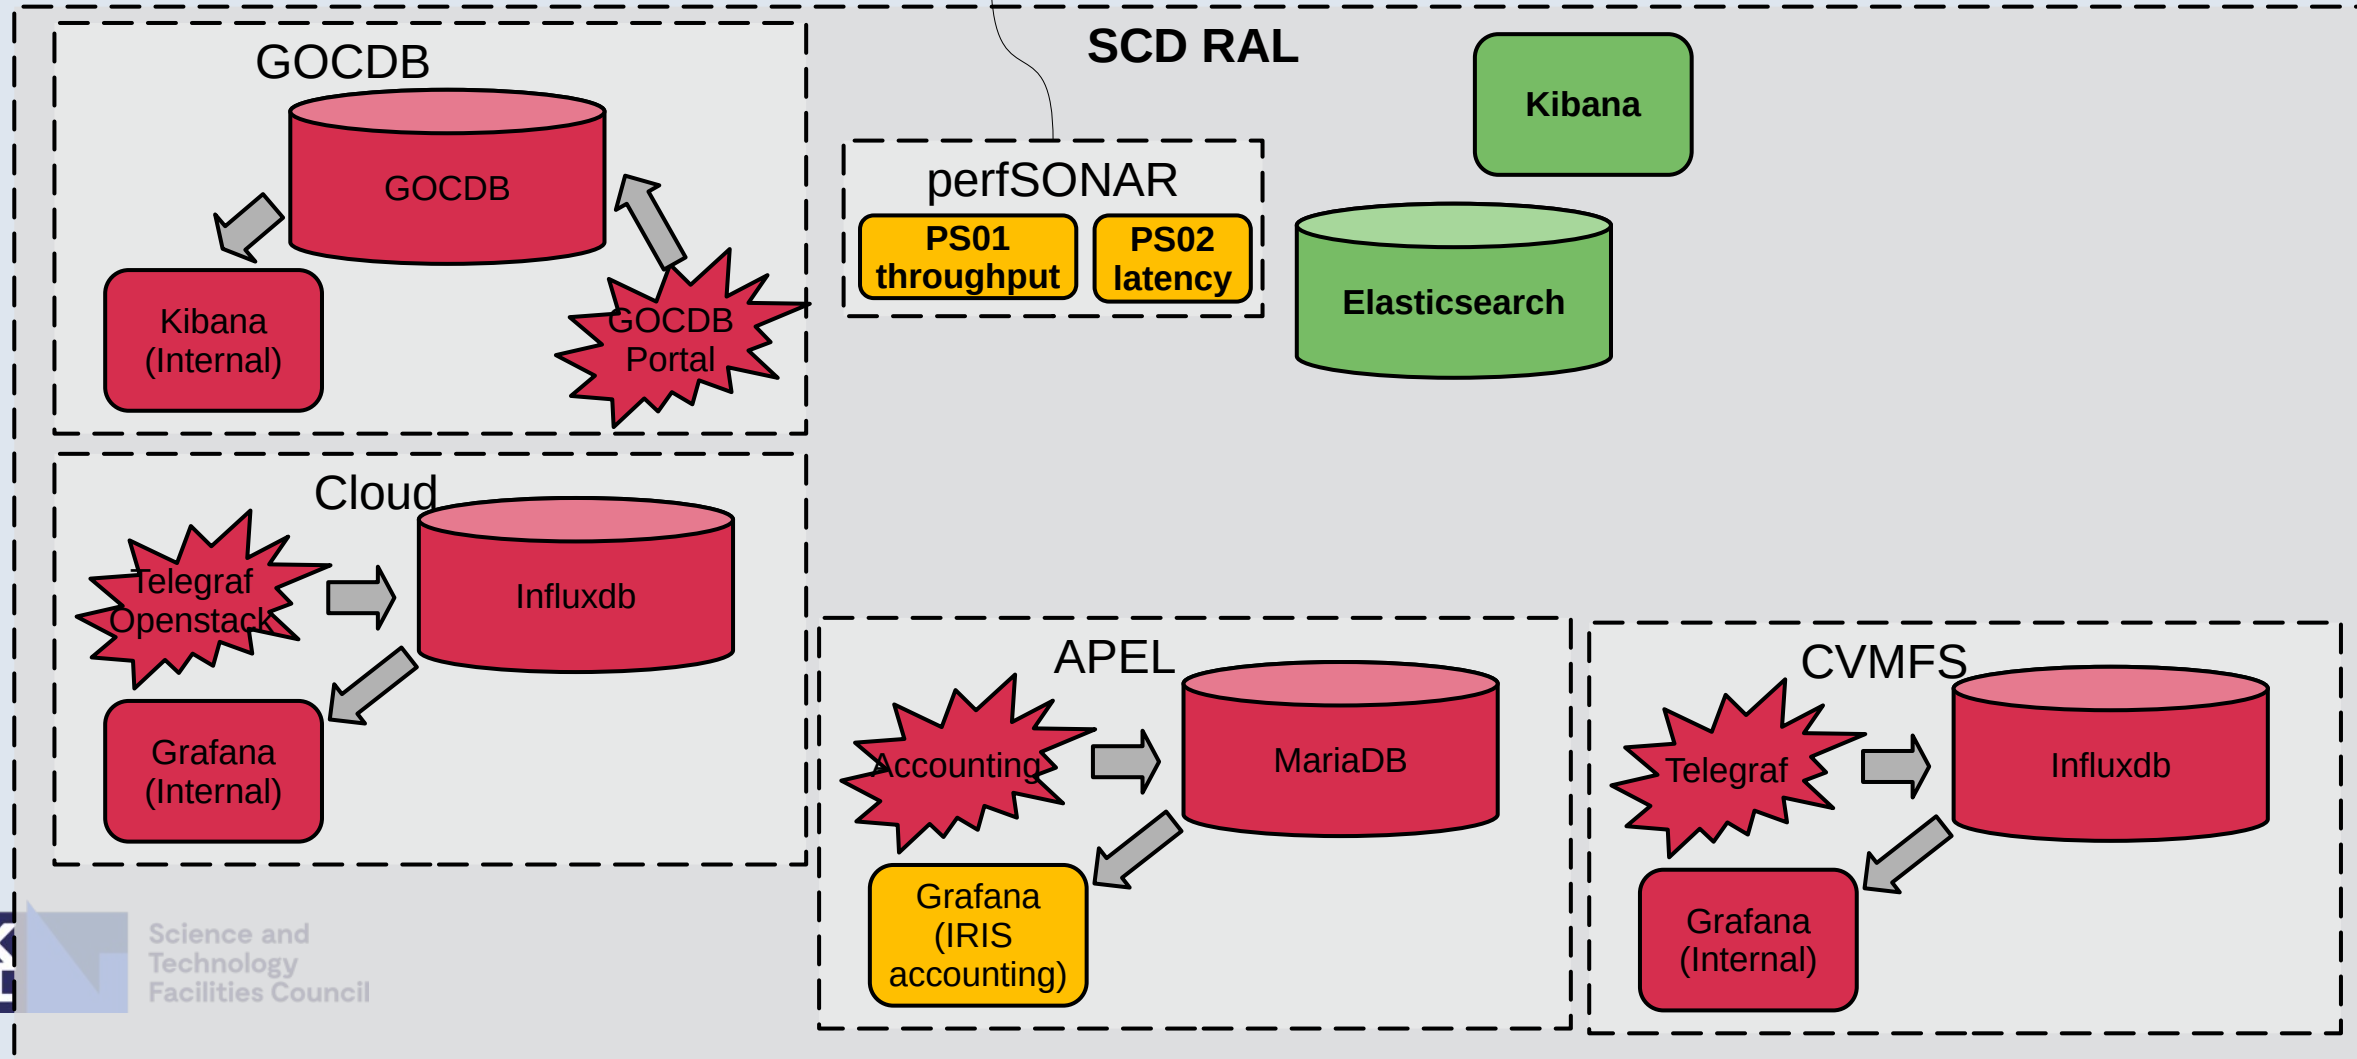 SCD RAL
GOCDB
GOCDB
Kibana
(Internal)
GOCDB
Portal
perfSONAR
PS01
throughput
PS02
latency
Kibana
Elasticsearch
Cloud
Telegraf
Openstack
Influxdb
Grafana
(Internal)
APEL
Accounting
MariaDB
Grafana
(IRIS
accounting)
CVMFS
Telegraf
Influxdb
Grafana
(Internal)
Science and
Technology
Facilities Council